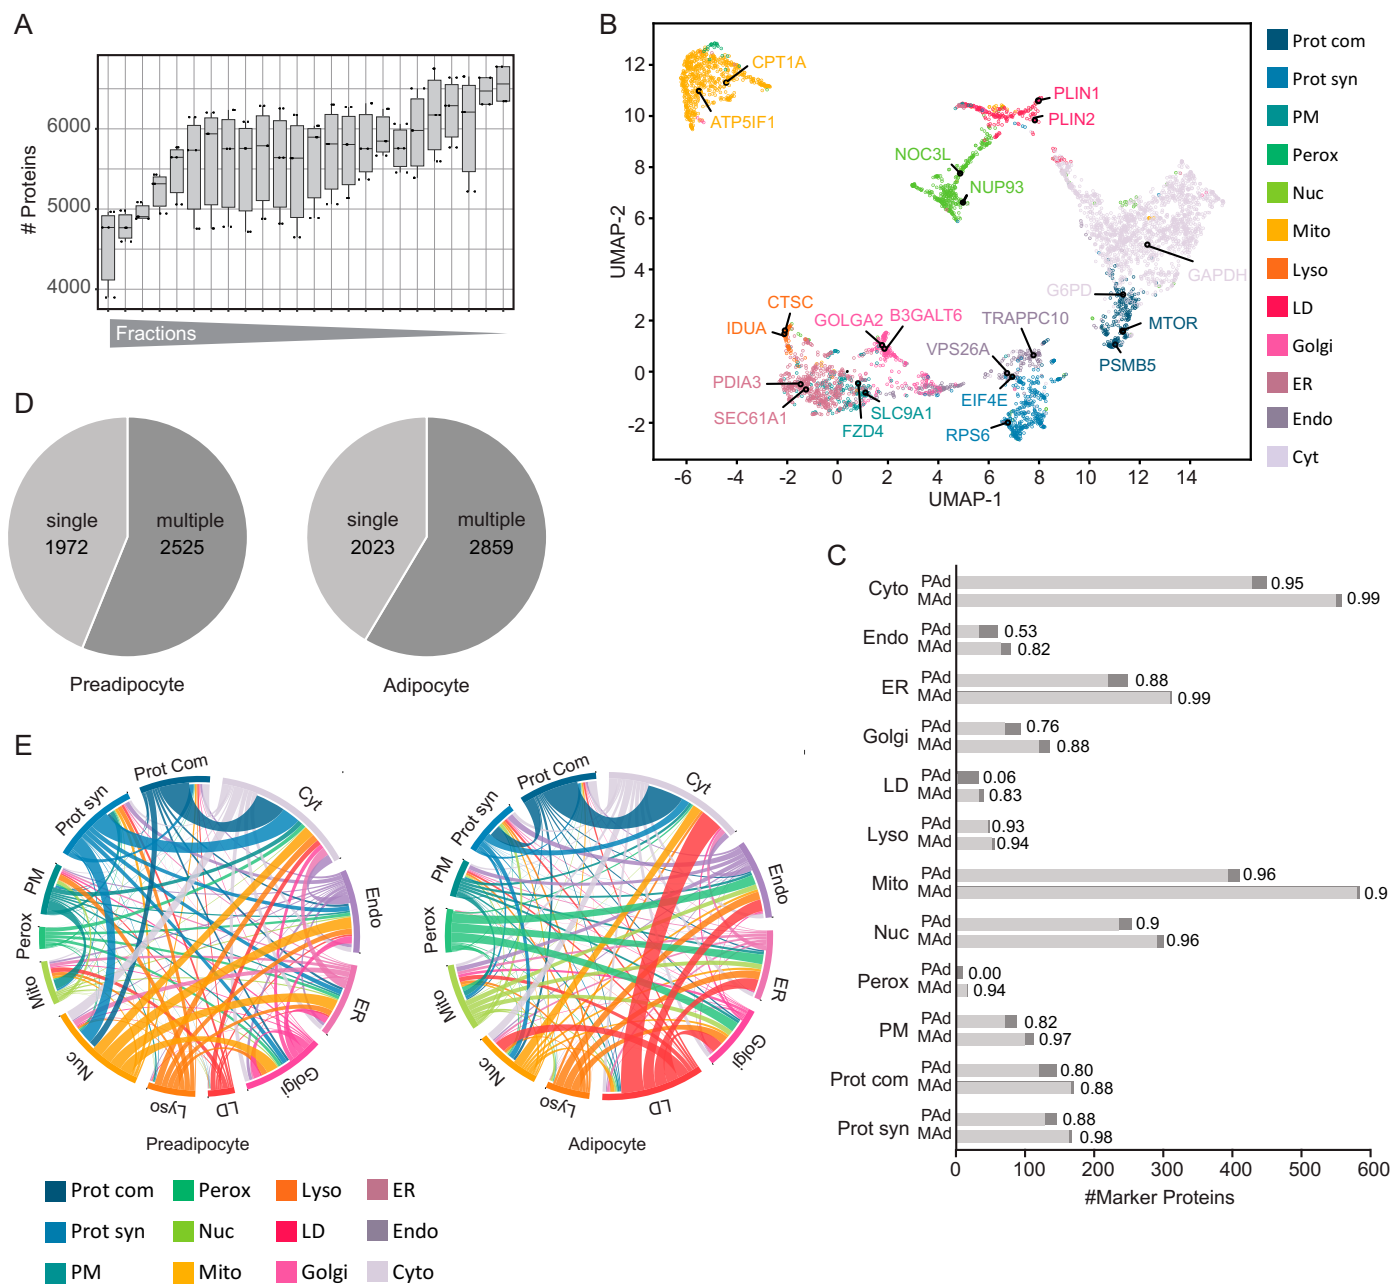 A
# Proteins
6000
5000
4000
Fractions
B
UMAP-2
12
10
8
6
4
2
0
-2
-6
-4
-2
0
2
4
6
8
10
12
14
UMAP-1
CPT1A
ATP5IF1
PLIN1
PLIN2
NOC3L
NUP93
GAPDH
G6PD
MTOR
PSMB5
CTSC
IDUA
GOLGA2
B3GALT6
TRAPPC10
VPS26A
PDIA3
SEC61A1
SLC9A1
FZD4
EIF4E
RPS6
Prot com
Prot syn
PM
Perox
Nuc
Mito
Lyso
LD
Golgi
ER
Endo
Cyt
D
single
1972
multiple
2525
Preadipocyte
single
2023
multiple
2859
Adipocyte
C
Cyto
PAd 0.95
MAd 0.99
Endo
PAd 0.53
MAd 0.82
ER
PAd 0.88
MAd 0.99
Golgi
PAd 0.76
MAd 0.88
LD
PAd 0.06
MAd 0.83
Lyso
PAd 0.93
MAd 0.94
Mito
PAd 0.96
MAd 0.9
Nuc
PAd 0.9
MAd 0.96
Perox
PAd 0.00
MAd 0.94
PM
PAd 0.82
MAd 0.97
Prot com
PAd 0.80
MAd 0.88
Prot syn
PAd 0.88
MAd 0.98
0 100 200 300 400 500 600
#Marker Proteins
E
Prot Com
Cyt
Endo
ER
Golgi
LD
Lyso
Nuc
Mito
Perox
PM
Prot syn
Preadipocyte
Prot Com
Cyt
Endo
ER
Golgi
LD
Lyso
Nuc
Mito
Perox
PM
Prot syn
Adipocyte
Prot com
Perox
Lyso
ER
Prot syn
Nuc
LD
Endo
PM
Mito
Golgi
Cyto